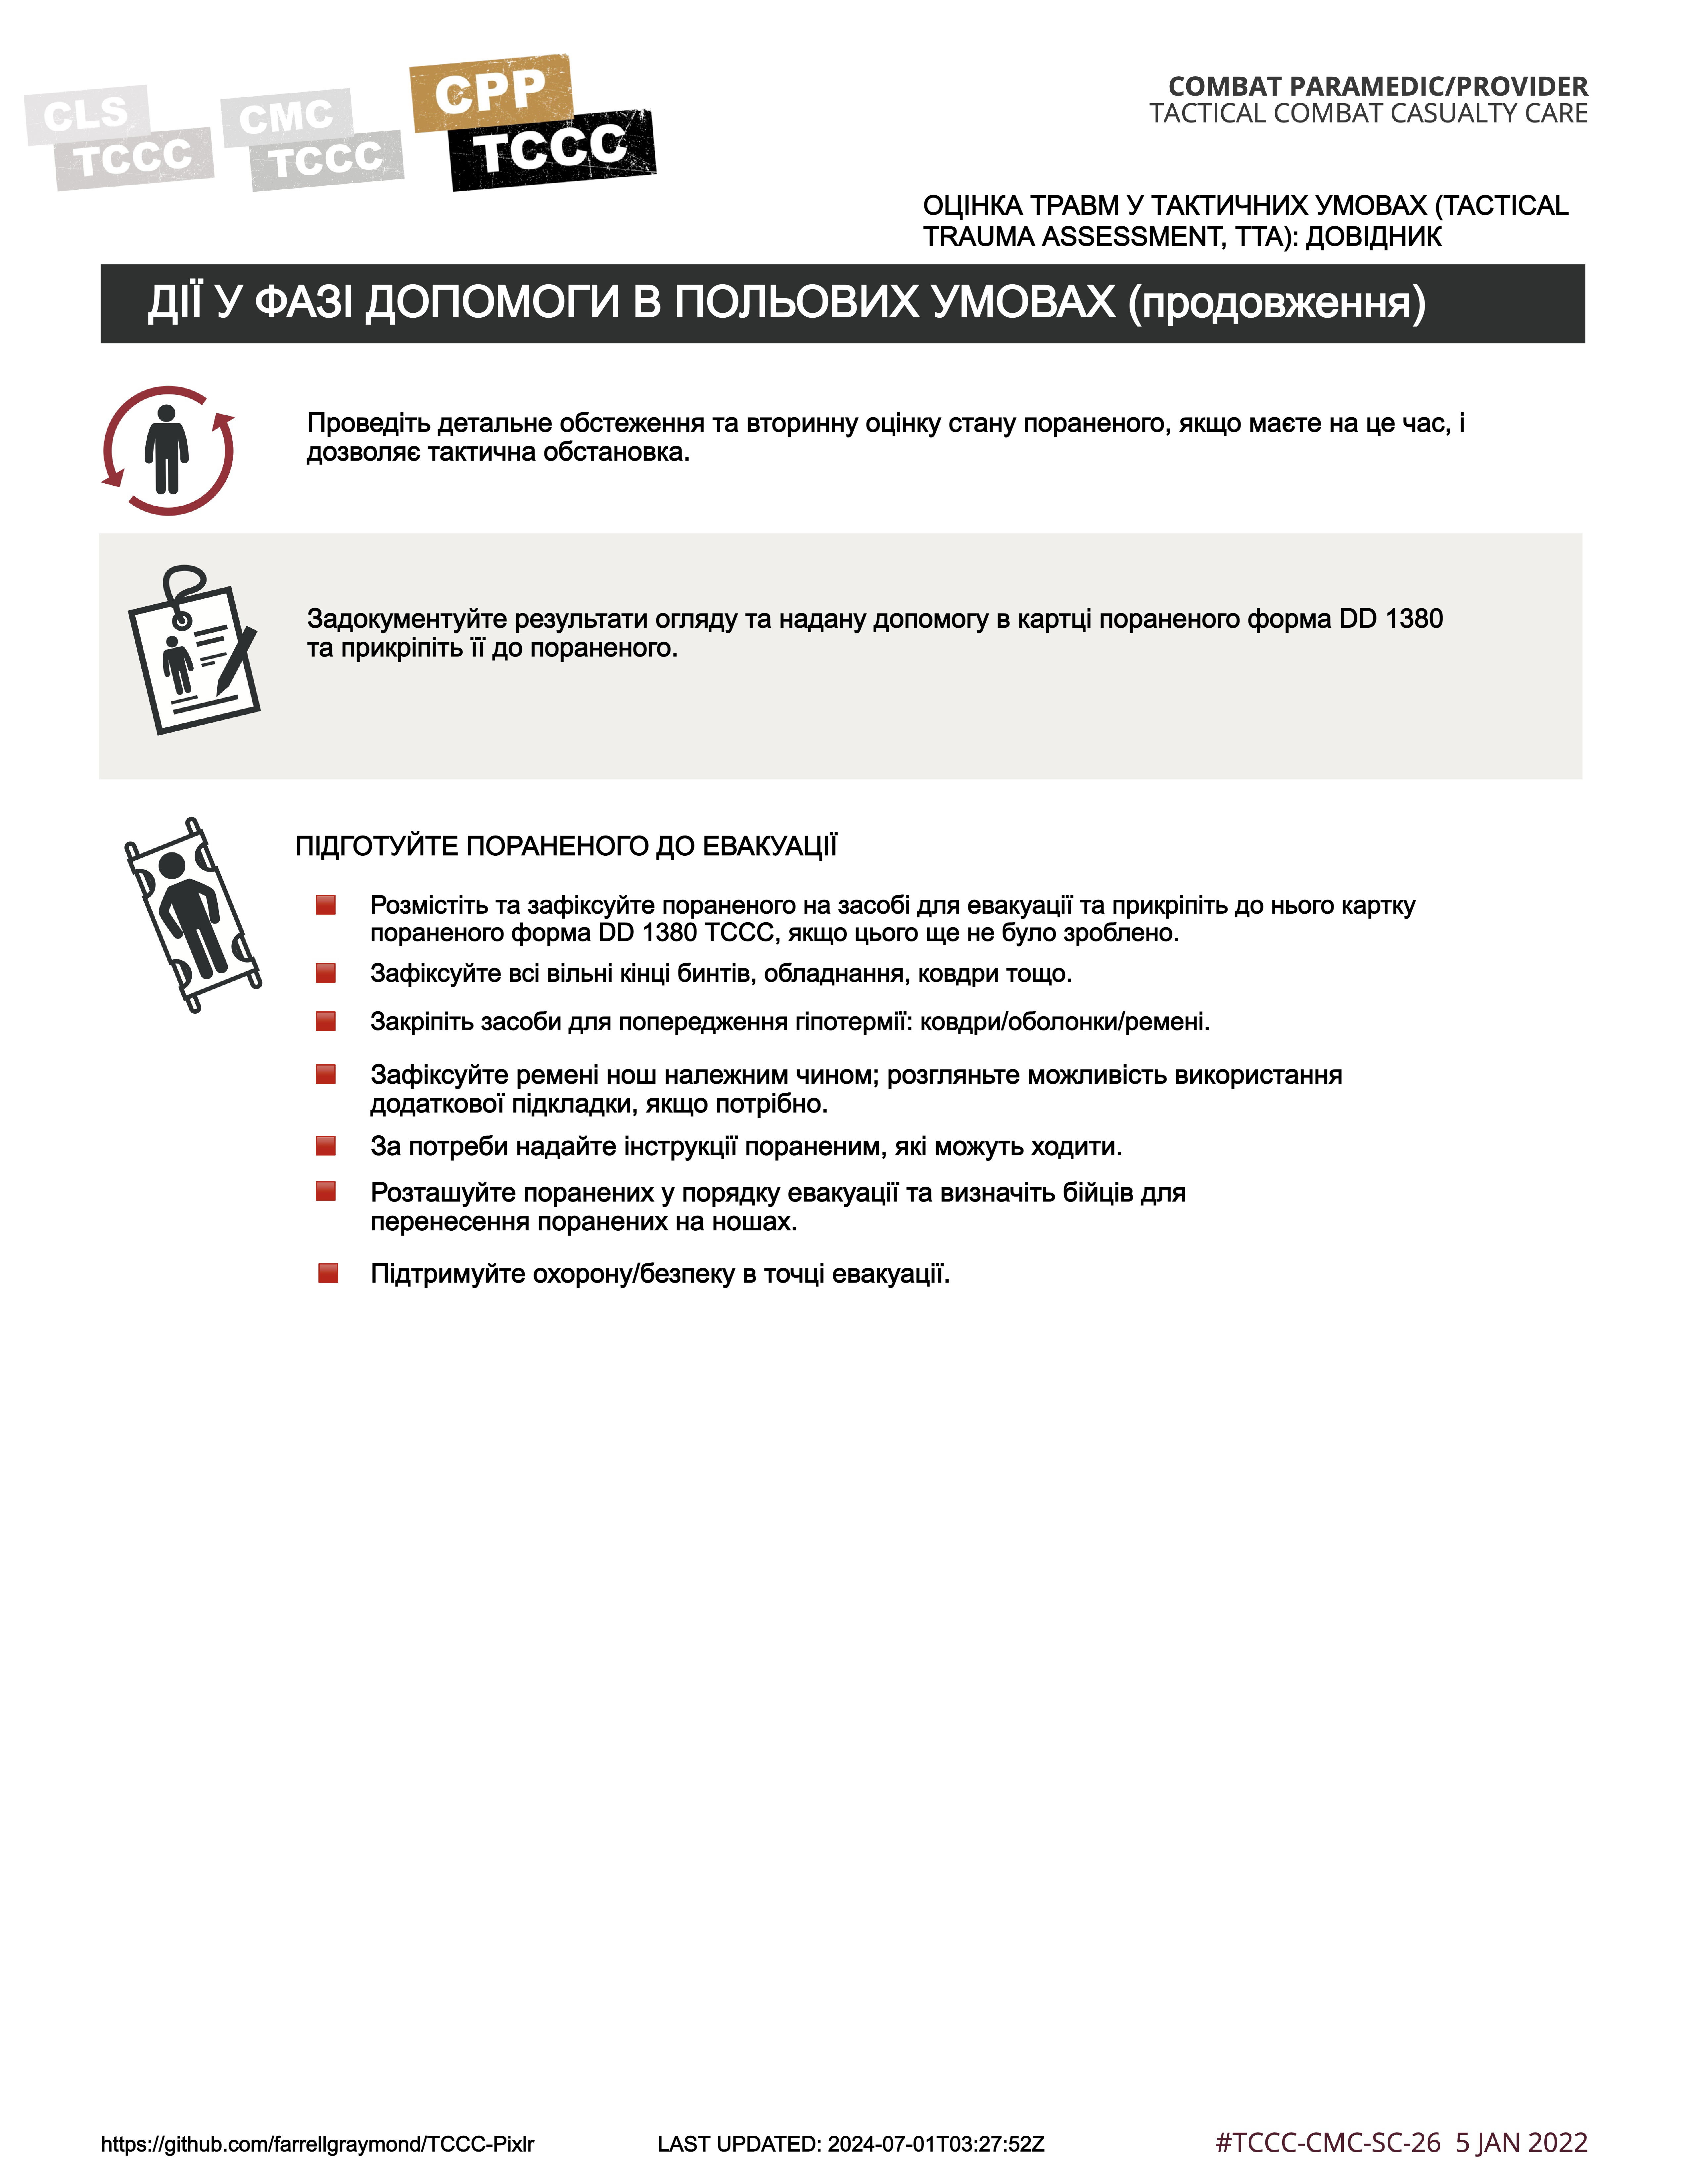 CLS
TCCC
CMC
TCCC
CPP
TCCC
COMBAT PARAMEDIC/PROVIDER
TACTICAL COMBAT CASUALTY CARE
ОЦІНКА ТРАВМ У ТАКТИЧНИХ УМОВАХ (TACTICAL
TRAUMA ASSESSMENT, TTA): ДОВІДНИК
ДІЇ У ФАЗІ ДОПОМОГИ В ПОЛЬОВИХ УМОВАХ (продовження)
Проведіть детальне обстеження та вторинну оцінку стану пораненого, якщо маєте на це час, і
дозволяє тактична обстановка.
Задокументуйте результати огляду та надану допомогу в картці пораненого форма DD 1380
та прикріпіть її до пораненого.
ПІДГОТУЙТЕ ПОРАНЕНОГО ДО ЕВАКУАЦІЇ
Розмістіть та зафіксуйте пораненого на засобі для евакуації та прикріпіть до нього картку
пораненого форма DD 1380 TCCC, якщо цього ще не було зроблено.
Зафіксуйте всі вільні кінці бинтів, обладнання, ковдри тощо.
Закріпіть засоби для попередження гіпотермії: ковдри/оболонки/ремені.
Зафіксуйте ремені нош належним чином; розгляньте можливість використання
додаткової підкладки, якщо потрібно.
За потреби надайте інструкції пораненим, які можуть ходити.
Розташуйте поранених у порядку евакуації та визначіть бійців для
перенесення поранених на ношах.
Підтримуйте охорону/безпеку в точці евакуації.
https://github.com/farrellgraymond/TCCC-Pixlr
LAST UPDATED: 2024-07-01T03:27:52Z
#TCCC-CMC-SC-26 5 JAN 2022